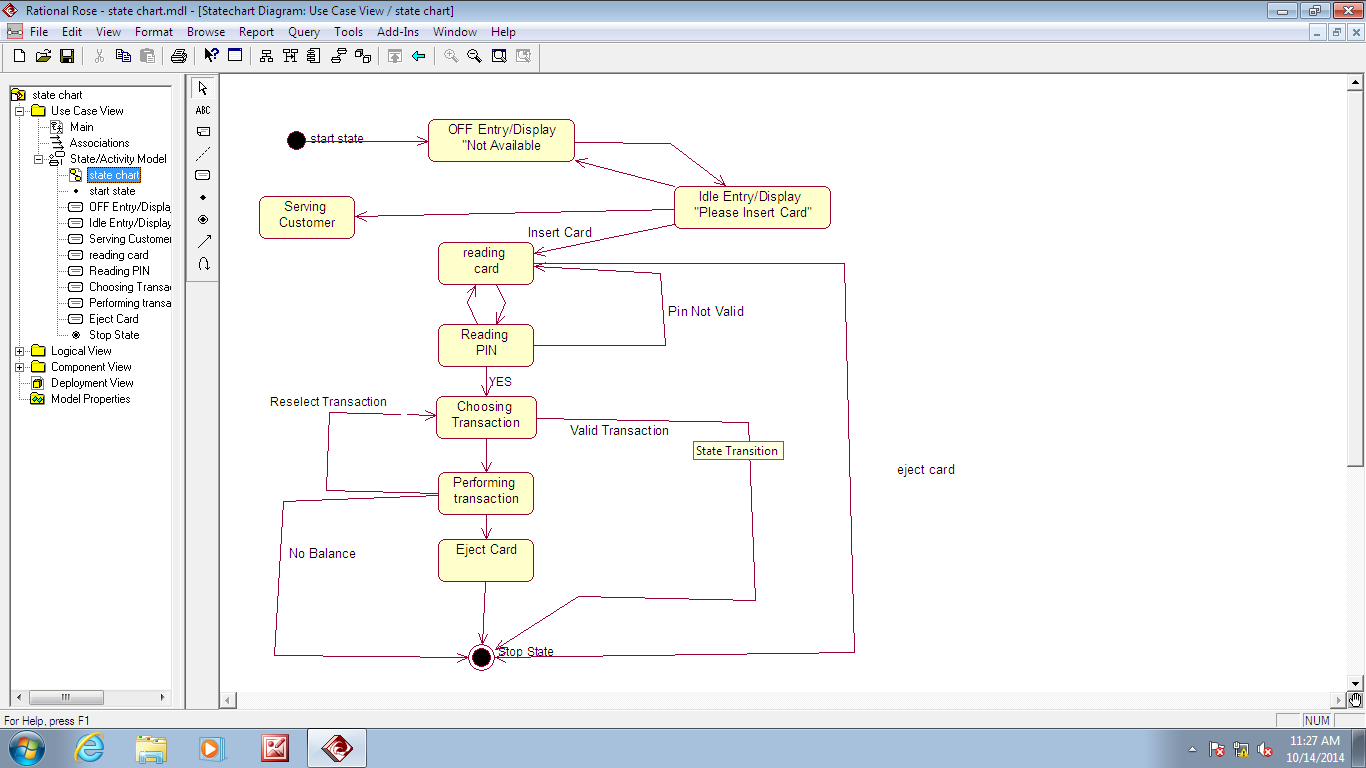 Rational Rose - state chart.mdl - [Statechart Diagram: Use Case View / state chart]
File Edit View Format Browse Report Query Tools Add-Ins Window Help
ABC
state chart
Use Case View
Main
Associations
State/Activity Model
state chart
start state
OFF Entry/Displa
Idle Entry/Display
Serving Customer
reading card
Reading PIN
Choosing Transac
Performing transa
Eject Card
Stop State
Logical View
Component View
Deployment View
Model Properties
start state
OFF Entry/Display
"Not Available
Idle Entry/Display
"Please Insert Card"
Serving
Customer
Insert Card
reading
card
Pin Not Valid
Reading
PIN
YES
Reselect Transaction
Choosing
Transaction
Valid Transaction
State Transition
eject card
Performing
transaction
No Balance
Eject Card
Stop State
For Help, press F1
NUM
11:27 AM
10/14/2014